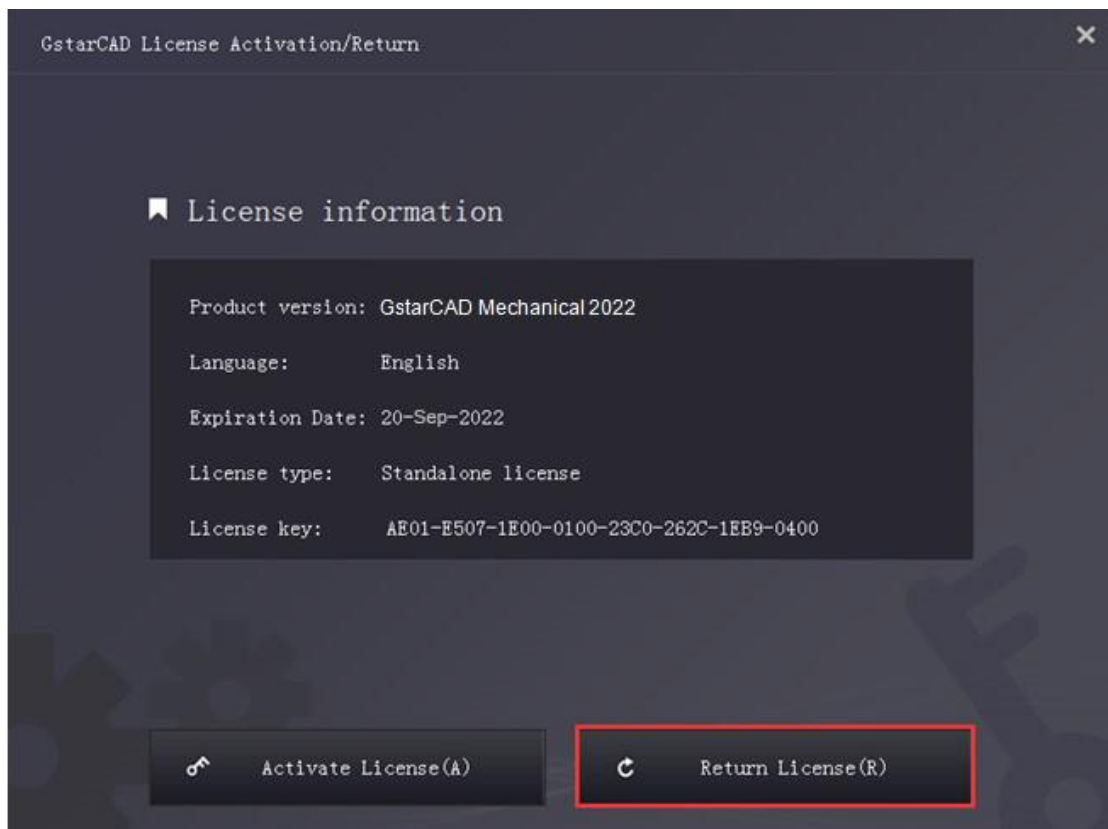 GstarCAD License Activation/Return
License information
Product version: GstarCAD Mechanical 2022
Language: English
Expiration Date: 20-Sep-2022
License type: Standalone license
License key: AE01-E507-1E00-0100-23C0-262C-1EB9-0400
Activate License(A)
Return License(R)